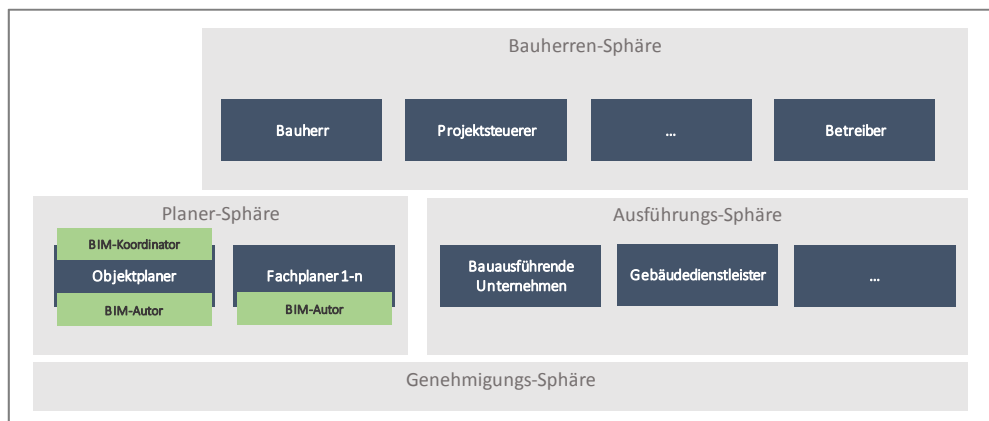 Bauherren-Sphäre
Bauherr
Projektsteuerer
...
Betreiber
Planer-Sphäre
BIM-Koordinator
Objektplaner
BIM-Autor
Fachplaner 1-n
BIM-Autor
Ausführungs-Sphäre
Bauausführende
Unternehmen
Gebäudedienstleister
...
Genehmigungs-Sphäre